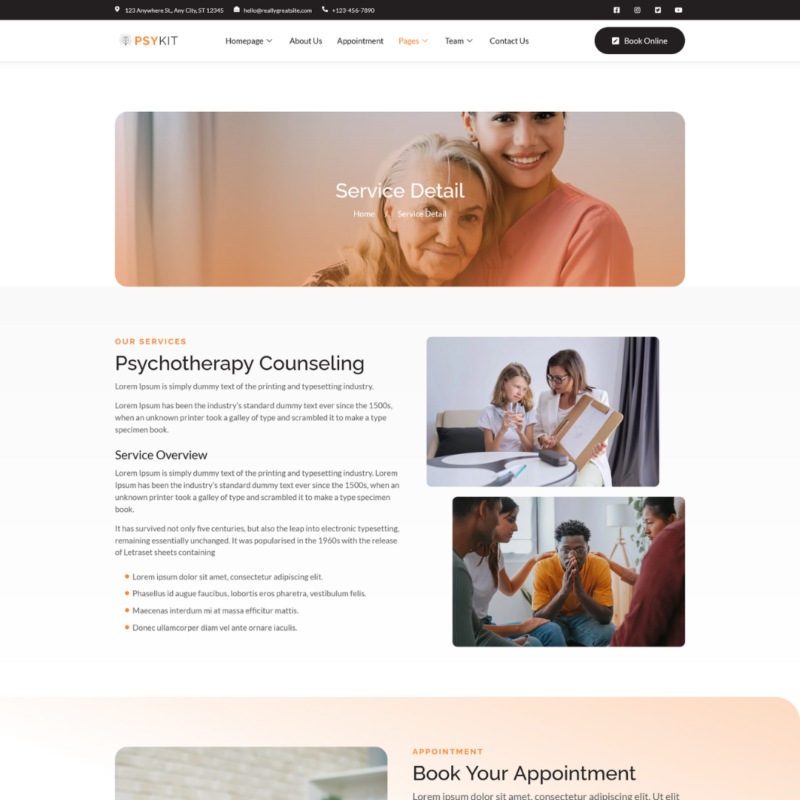 123 Anywhere St., Any City, ST 12345 hello@reallygreatsite.com +123-456-7890
PSYKIT Homepage About Us Appointment Pages Team Contact Us Book Online
Service Detail
Home / Service Detail
OUR SERVICES
Psychotherapy Counseling
Lorem Ipsum is simply dummy text of the printing and typesetting industry.
Lorem Ipsum has been the industry's standard dummy text ever since the 1500s,
when an unknown printer took a galley of type and scrambled it to make a type
specimen book.
Service Overview
Lorem Ipsum is simply dummy text of the printing and typesetting industry. Lorem
Ipsum has been the industry's standard dummy text ever since the 1500s, when an
unknown printer took a galley of type and scrambled it to make a type specimen
book.
It has survived not only five centuries, but also the leap into electronic typesetting,
remaining essentially unchanged. It was popularised in the 1960s with the release
of Letraset sheets containing
Lorem ipsum dolor sit amet, consectetur adipiscing elit.
Phasellus id augue faucibus, lobortis eros pharetra, vestibulum felis.
Maecenas interdum mi at massa efficitur mattis.
Donec ullamcorper diam vel ante ornare iaculis.
APPOINTMENT
Book Your Appointment
Lorem ipsum dolor sit amet, consectetur adipiscing elit. Ut elit